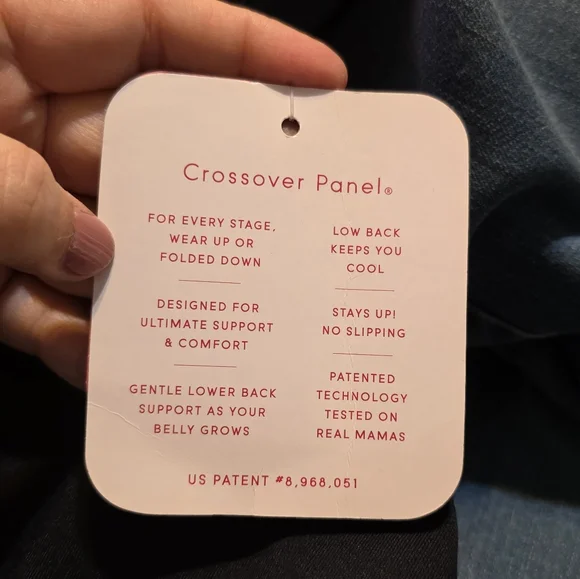 Crossover Panel®
FOR EVERY STAGE,
WEAR UP OR
FOLDED DOWN
DESIGNED FOR
ULTIMATE SUPPORT
& COMFORT
GENTLE LOWER BACK
SUPPORT AS YOUR
BELLY GROWS
LOW BACK
KEEPS YOU
COOL
STAYS UP!
NO SLIPPING
PATENTED
TECHNOLOGY
TESTED ON
REAL MAMAS
US PATENT #8,968,051